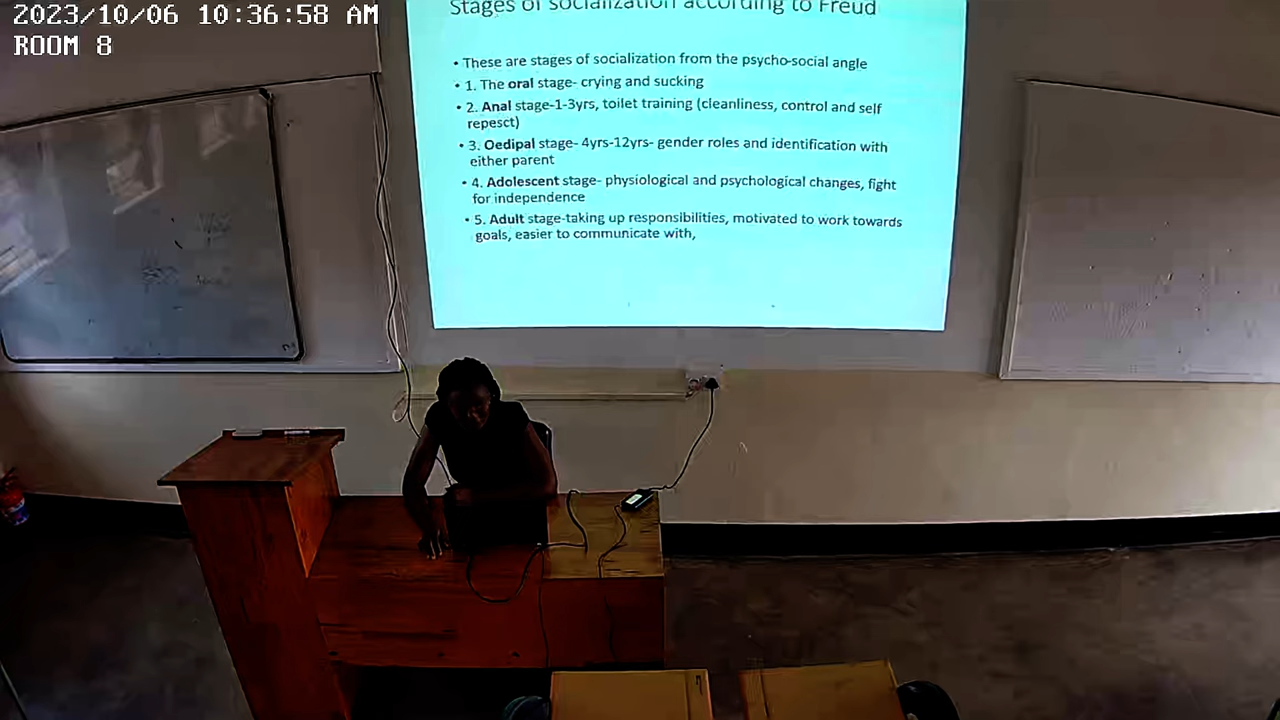 2023/10/06 10:36:58 AM
ROOM 8
Stages of socialization according to Freud
• These are stages of socialization from the psycho-social angle
• 1. The oral stage- crying and sucking
• 2. Anal stage-1-3yrs, toilet training (cleanliness, control and self
repesct)
• 3. Oedipal stage- 4yrs-12yrs- gender roles and identification with
either parent
• 4. Adolescent stage- physiological and psychological changes, fight
for independence
• 5. Adult stage-taking up responsibilities, motivated to work towards
goals, easier to communicate with,